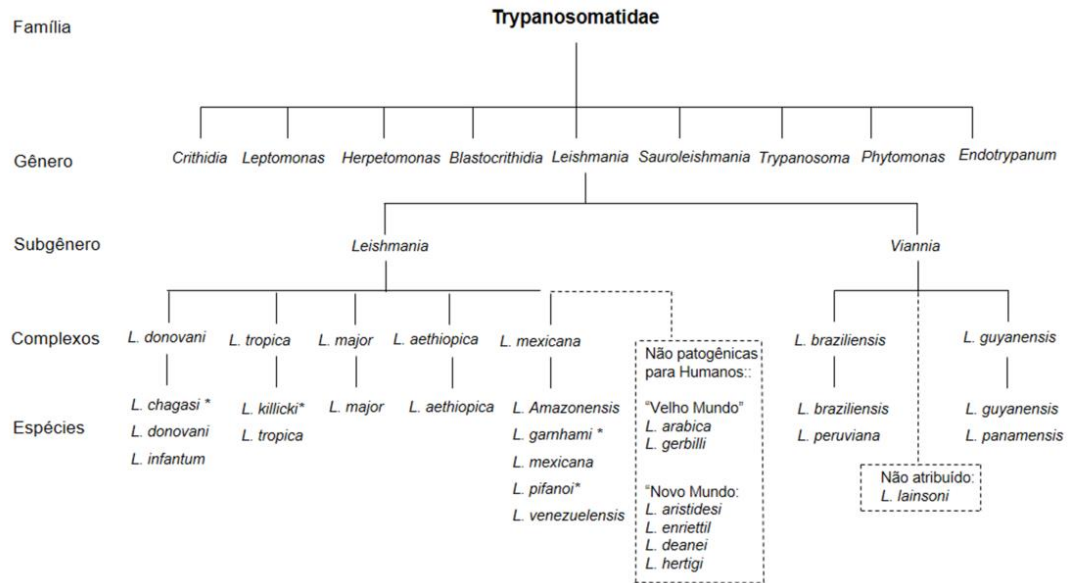 Família
Trypanosomatidae
Gênero
Crithidia Leptomonas Herpetomonas Blastocrithidia Leishmania Sauroleishmania Trypanosoma Phytomonas Endotrypanum
Subgênero
Leishmania Viannia
Complexos
L. donovani L. tropica L. major L. aethiopica L. mexicana L. braziliensis L. guyanensis
Espécies
L. chagasi *
L. donovani
L. infantum
L. killicki*
L. tropica
L. major
L. aethiopica
L. Amazonensis
L. garnhami *
L. mexicana
L. pifanoi*
L. venezuelensis
Não patogênicas
para Humanos::
“Velho Mundo”
L. arabica
L. gerbilli
“Novo Mundo:
L. aristidesi
L. enriettil
L. deanei
L. hertigi
L. braziliensis
L. peruviana
Não atribuído:
L. lainsoni
L. guyanensis
L. panamensis